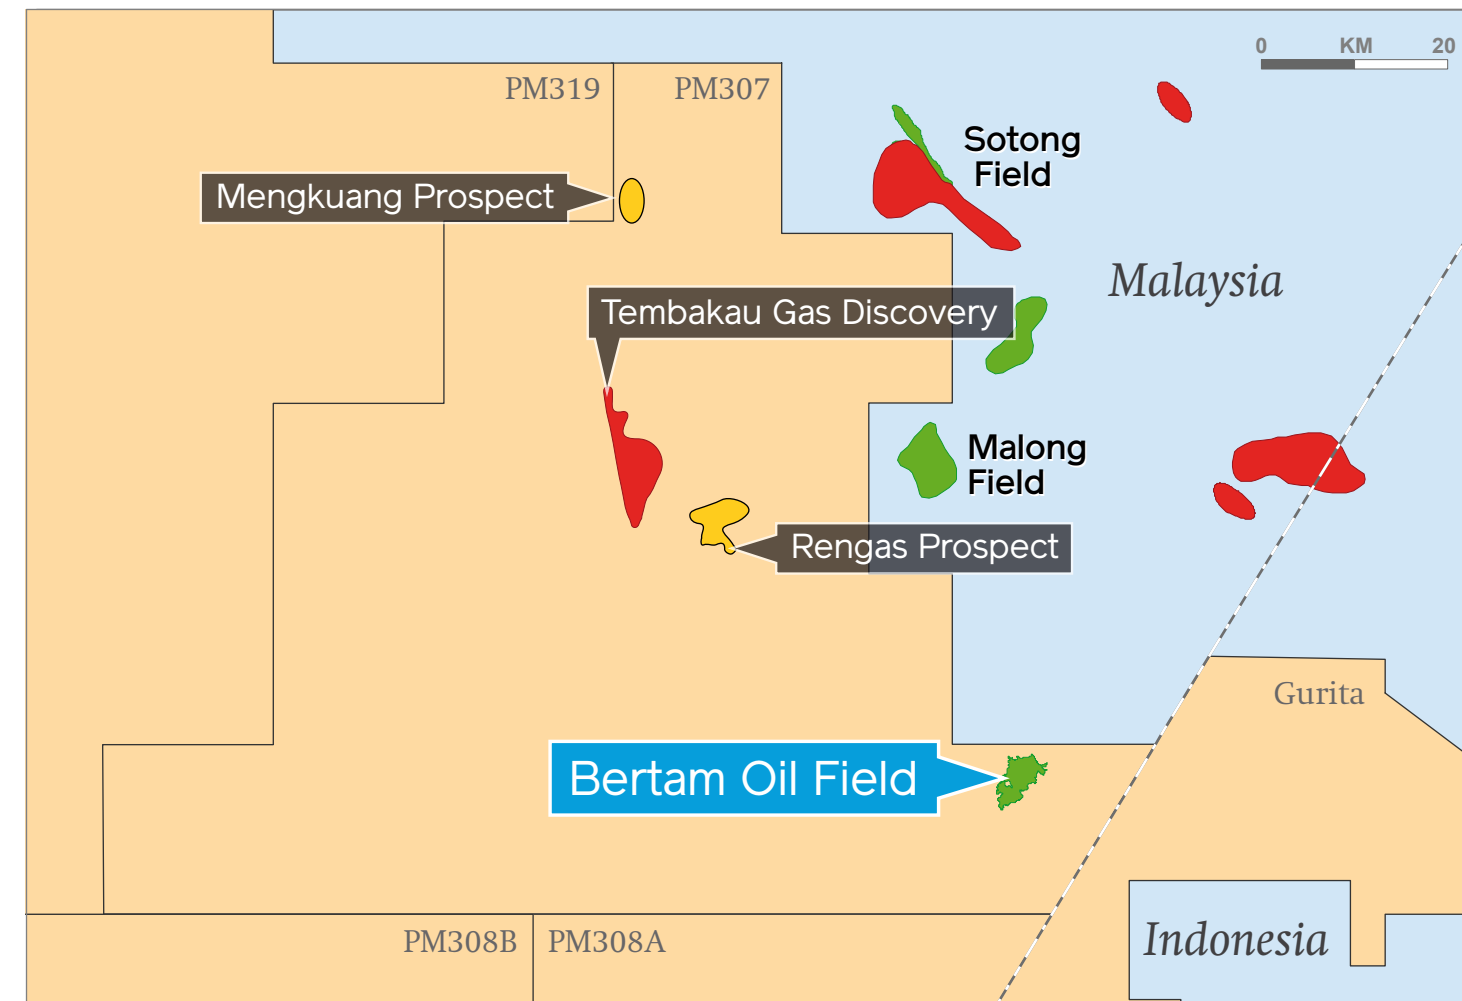 0 KM 20
PM319
PM307
Sotong
Field
Mengkuang Prospect
Malaysia
Tembakau Gas Discovery
Malong
Field
Rengas Prospect
Gurita
Bertam Oil Field
PM308B
PM308A
Indonesia